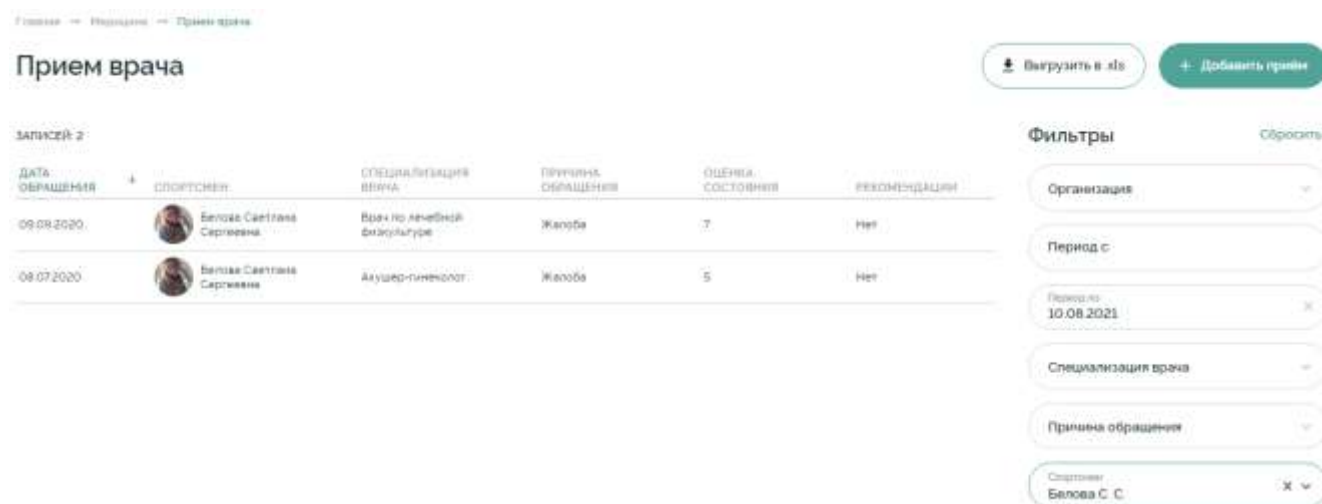 Главная → Медицина → Прием врача
Прием врача
Выгрузить в .xls
+ Добавить приём
ЗАПИСЕЙ: 2
ДАТА
ОБРАЩЕНИЯ
СПОРТСМЕН
СПЕЦИАЛИЗАЦИЯ
ВРАЧА
ПРИЧИНА
ОБРАЩЕНИЯ
ОЦЕНКА
СОСТОЯНИЯ
РЕКОМЕНДАЦИИ
09.08.2020
Белова Светлана
Сергеевна
Врач по лечебной
физкультуре
Жалоба
7
Нет
08.07.2020
Белова Светлана
Сергеевна
Акушер-гинеколог
Жалоба
5
Нет
Фильтры
Сбросить
Организация
Период с
Период по
10.08.2021
Специализация врача
Причина обращения
Спортсмен
Белова С. С.